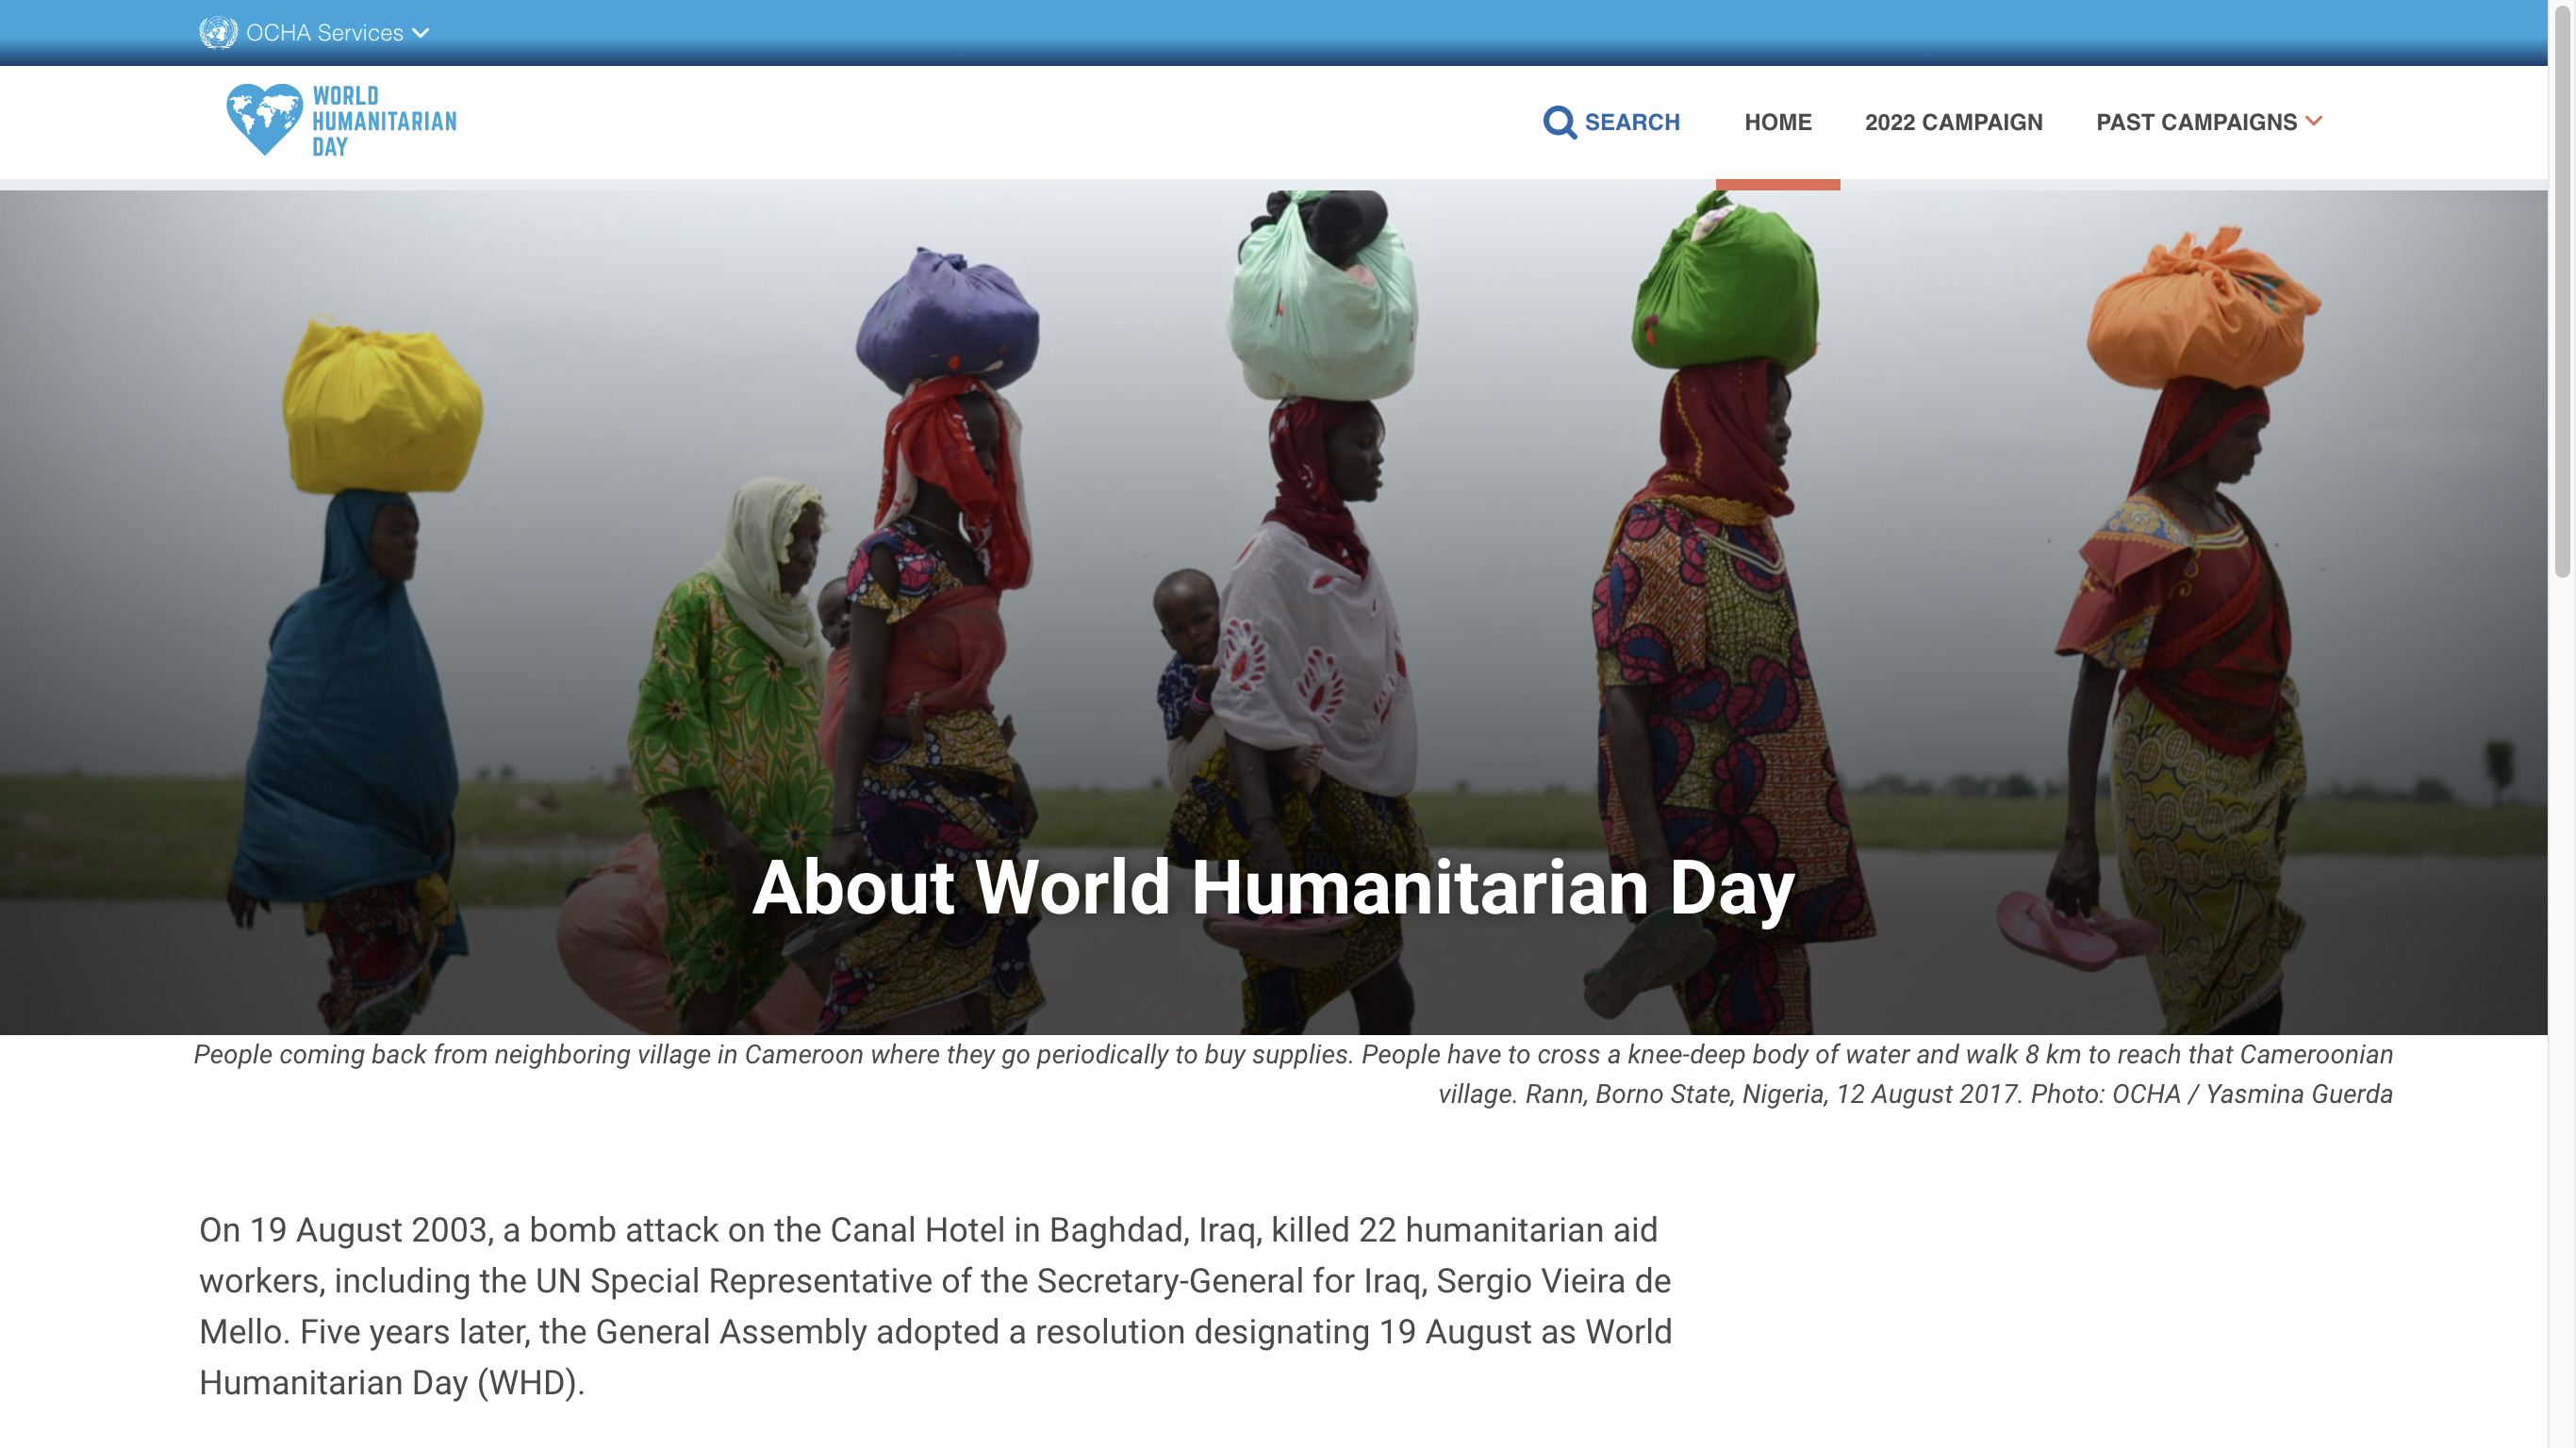 OCHA Services
WORLD
HUMANITARIAN
DAY
SEARCH
HOME
2022 CAMPAIGN
PAST CAMPAIGNS
About World Humanitarian Day
People coming back from neighboring village in Cameroon where they go periodically to buy supplies. People have to cross a knee-deep body of water and walk 8 km to reach that Cameroonian
village. Rann, Borno State, Nigeria, 12 August 2017. Photo: OCHA / Yasmina Guerda
On 19 August 2003, a bomb attack on the Canal Hotel in Baghdad, Iraq, killed 22 humanitarian aid
workers, including the UN Special Representative of the Secretary-General for Iraq, Sergio Vieira de
Mello. Five years later, the General Assembly adopted a resolution designating 19 August as World
Humanitarian Day (WHD).